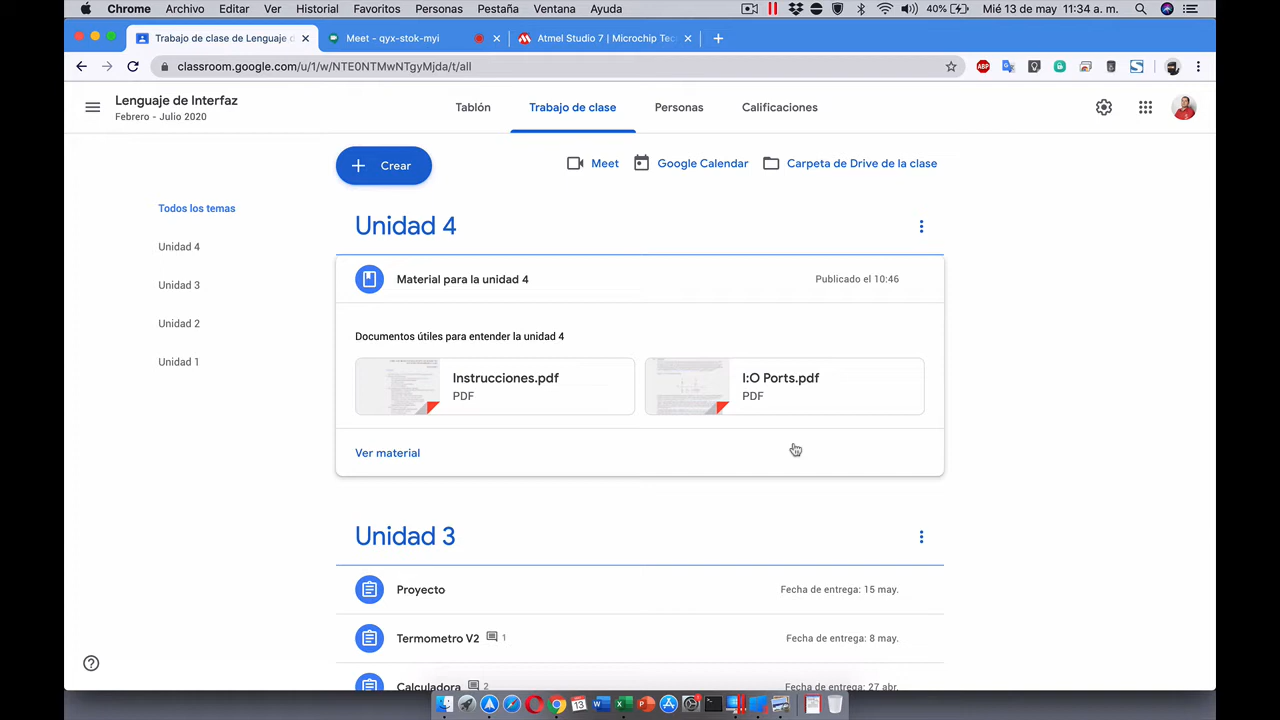 Chrome Archivo Editar Ver Historial Favoritos Personas Pestaña Ventana Ayuda 40% Mié 13 de may 11:34 a. m.
Trabajo de clase de Lenguaje d Meet - qyx-stok-myi Atmel Studio 7 | Microchip Tec
classroom.google.com/u/1/w/NTE0NTMwNTgyMjda/t/all ABP
Lenguaje de Interfaz
Febrero - Julio 2020
Tablón Trabajo de clase Personas Calificaciones
Crear Meet Google Calendar Carpeta de Drive de la clase
Todos los temas
Unidad 4
Unidad 3
Unidad 2
Unidad 1
Unidad 4
Material para la unidad 4 Publicado el 10:46
Documentos útiles para entender la unidad 4
Instrucciones.pdf
PDF
I:O Ports.pdf
PDF
Ver material
Unidad 3
Proyecto Fecha de entrega: 15 may.
Termometro V2 1 Fecha de entrega: 8 may.
Calculadora 2 Fecha de entrega: 27 abr.